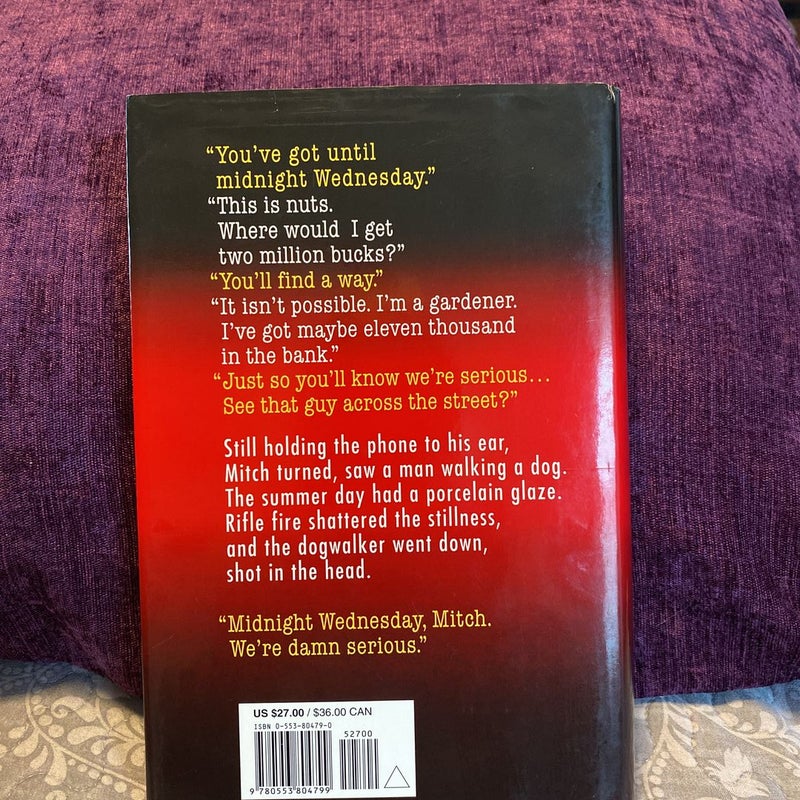 “You’ve got until
midnight Wednesday.”
“This is nuts.
Where would I get
two million bucks?”
“You’ll find a way.”
“It isn’t possible. I’m a gardener.
I’ve got maybe eleven thousand
in the bank.”
“Just so you’ll know we’re serious...
See that guy across the street?”
Still holding the phone to his ear,
Mitch turned, saw a man walking a dog.
The summer day had a porcelain glaze.
Rifle fire shattered the stillness,
and the dogwalker went down,
shot in the head.
“Midnight Wednesday, Mitch.
We’re damn serious.”
US $27.00 / $36.00 CAN
ISBN 0-553-80479-0
52700
9 780553 804799